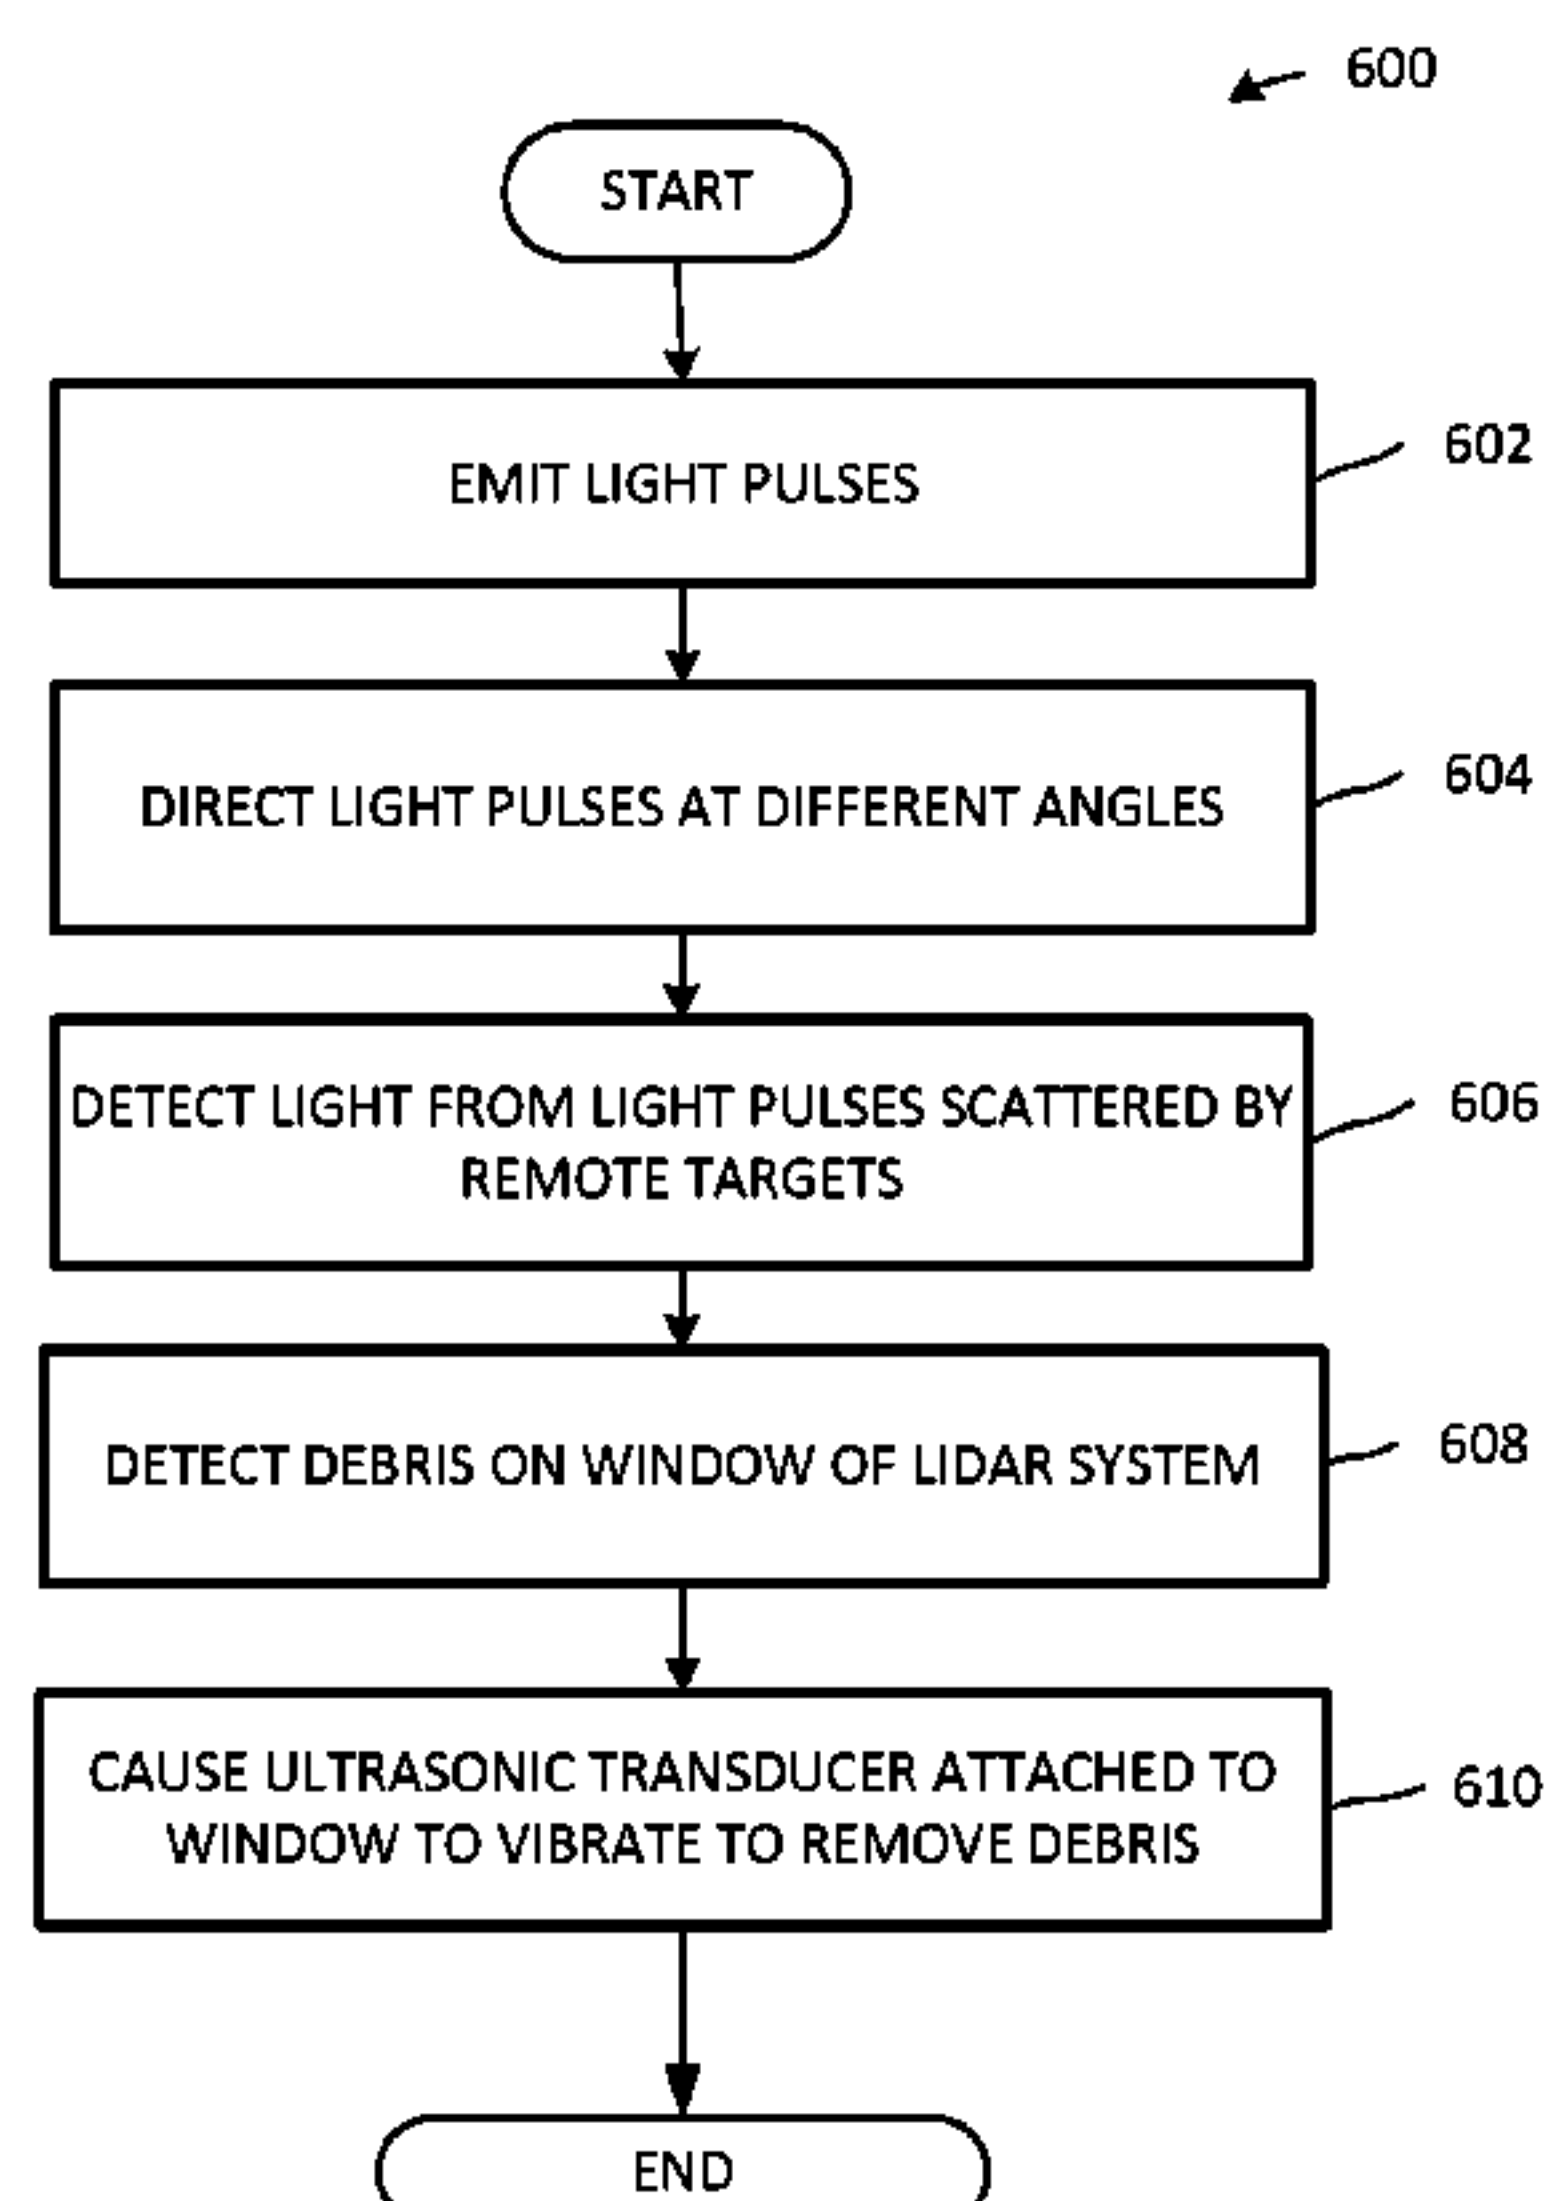 600
START
EMIT LIGHT PULSES
602
DIRECT LIGHT PULSES AT DIFFERENT ANGLES
604
DETECT LIGHT FROM LIGHT PULSES SCATTERED BY
REMOTE TARGETS
606
DETECT DEBRIS ON WINDOW OF LIDAR SYSTEM
608
CAUSE ULTRASONIC TRANSDUCER ATTACHED TO
WINDOW TO VIBRATE TO REMOVE DEBRIS
610
END